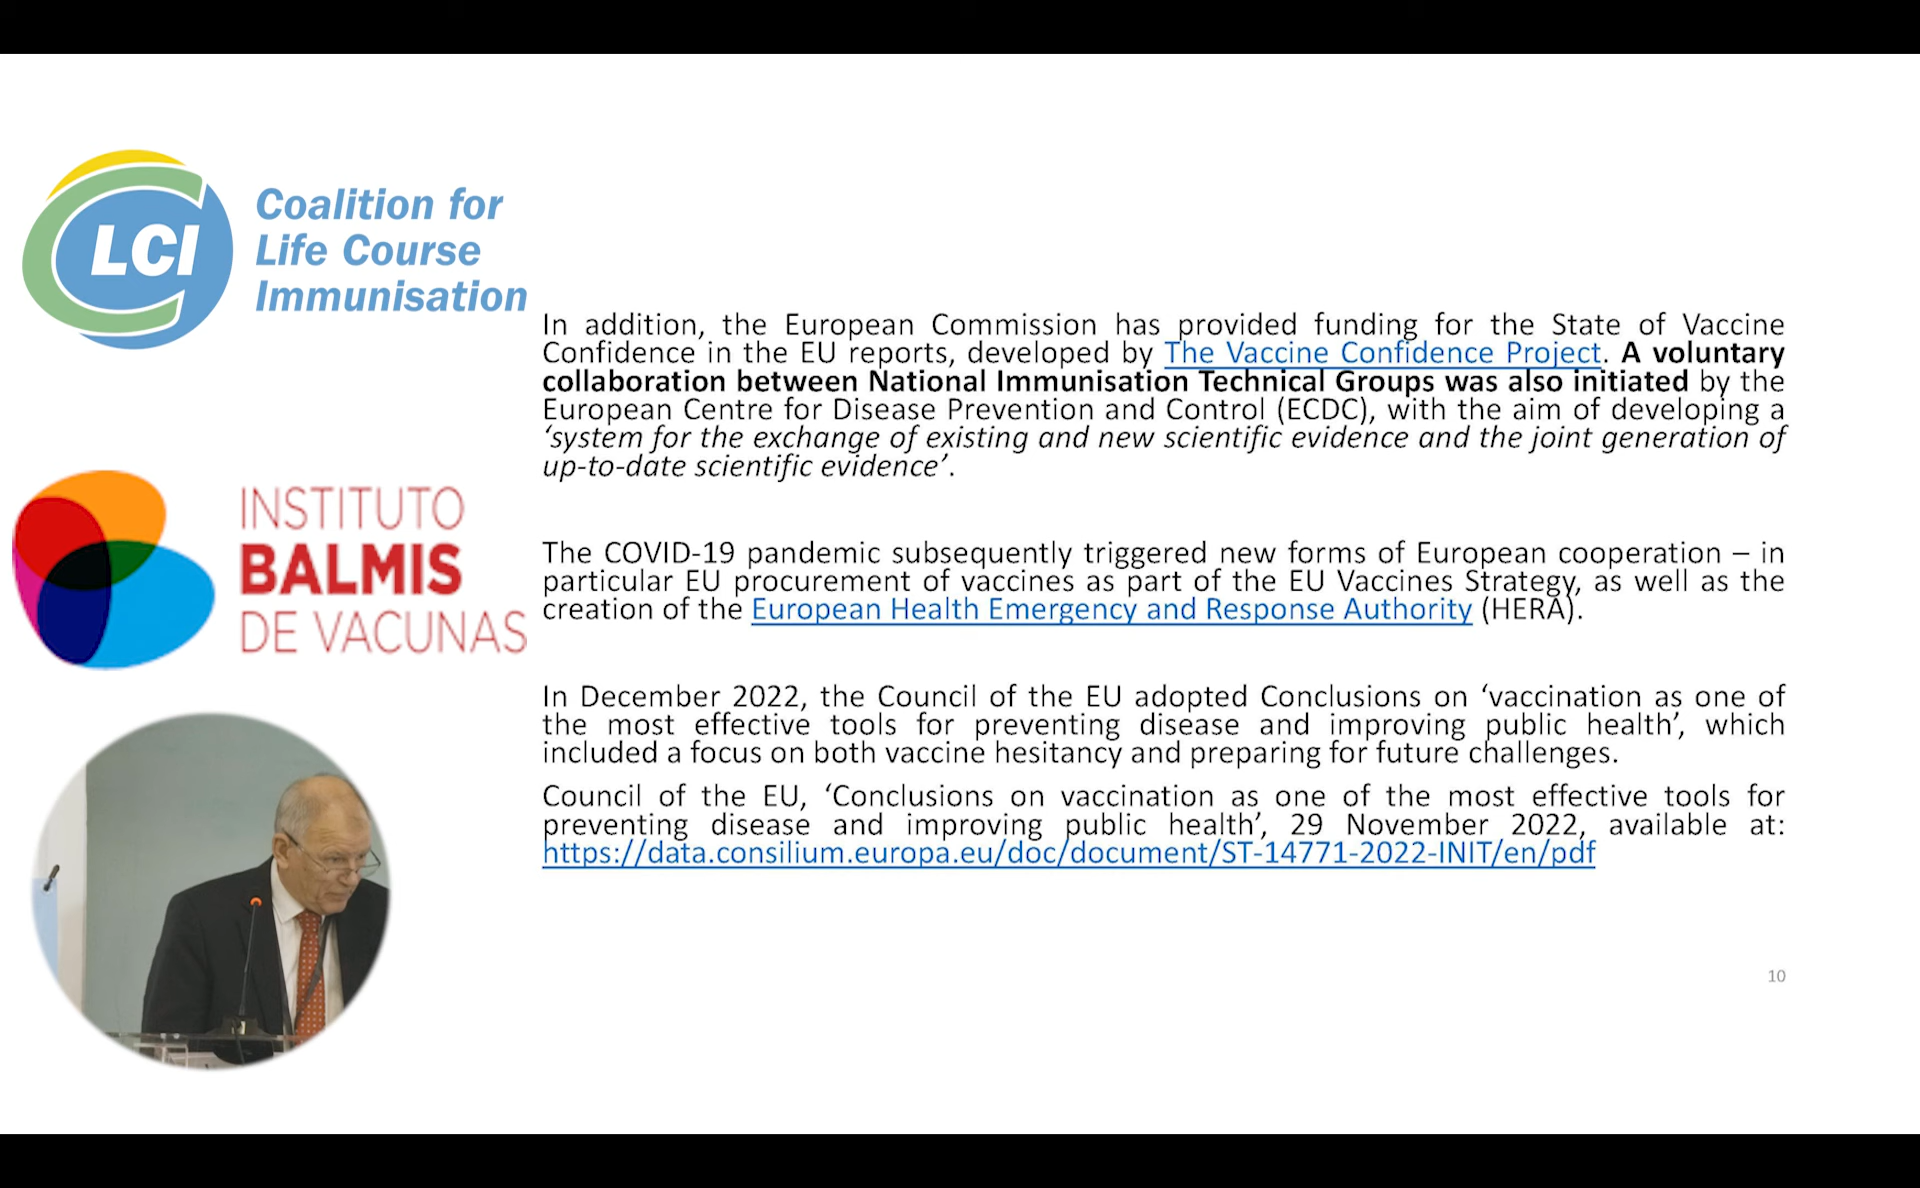 LCI
Coalition for
Life Course
Immunisation
INSTITUTO
BALMIS
DE VACUNAS
In addition, the European Commission has provided funding for the State of Vaccine
Confidence in the EU reports, developed by The Vaccine Confidence Project. A voluntary
collaboration between National Immunisation Technical Groups was also initiated by the
European Centre for Disease Prevention and Control (ECDC), with the aim of developing a
‘system for the exchange of existing and new scientific evidence and the joint generation of
up-to-date scientific evidence’.
The COVID-19 pandemic subsequently triggered new forms of European cooperation – in
particular EU procurement of vaccines as part of the EU Vaccines Strategy, as well as the
creation of the European Health Emergency and Response Authority (HERA).
In December 2022, the Council of the EU adopted Conclusions on ‘vaccination as one of
the most effective tools for preventing disease and improving public health’, which
included a focus on both vaccine hesitancy and preparing for future challenges.
Council of the EU, ‘Conclusions on vaccination as one of the most effective tools for
preventing disease and improving public health’, 29 November 2022, available at:
https://data.consilium.europa.eu/doc/document/ST-14771-2022-INIT/en/pdf
10